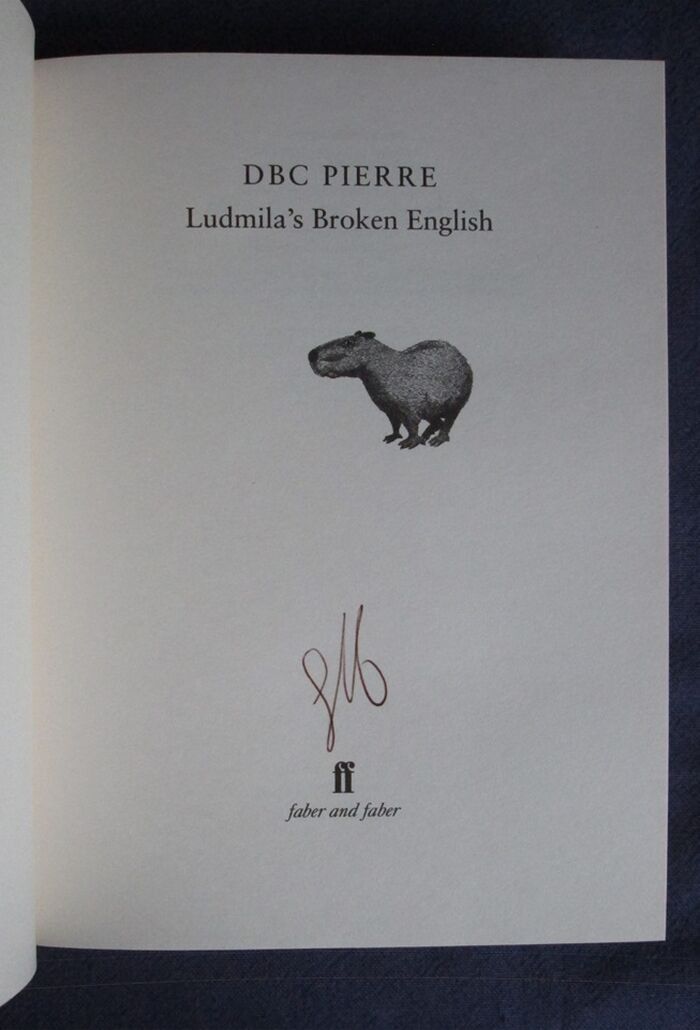 DBC PIERRE
Ludmila's Broken English
ff
faber and faber